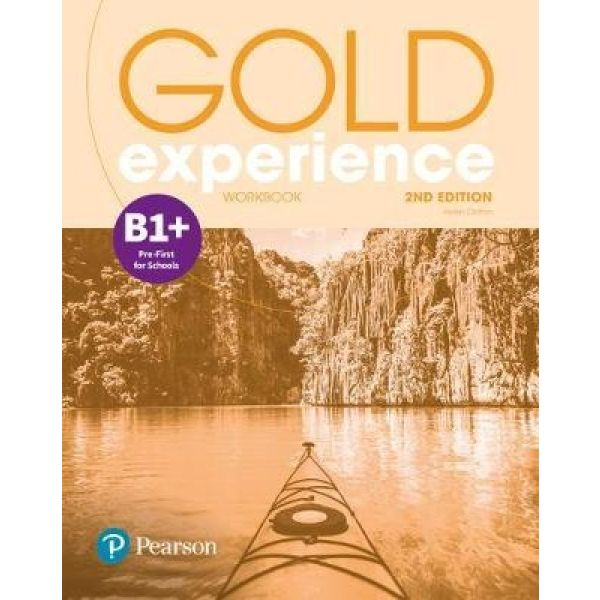 GOLD
experience
WORKBOOK 2ND EDITION
B1+
Pre-First
for Schools
Pearson